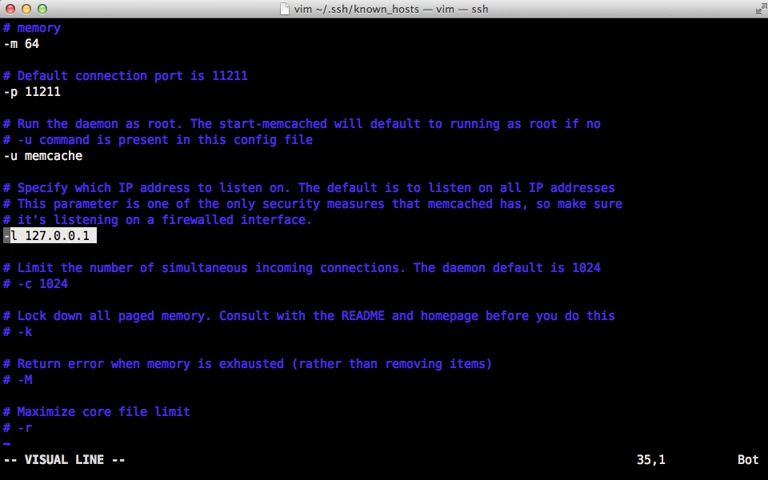 vim ~/.ssh/known_hosts — vim — ssh
# memory
-m 64
# Default connection port is 11211
-p 11211
# Run the daemon as root. The start-memcached will default to running as root if no
# -u command is present in this config file
-u memcache
# Specify which IP address to listen on. The default is to listen on all IP addresses
# This parameter is one of the only security measures that memcached has, so make sure
# it's listening on a firewalled interface.
-l 127.0.0.1
# Limit the number of simultaneous incoming connections. The daemon default is 1024
# -c 1024
# Lock down all paged memory. Consult with the README and homepage before you do this
# -k
# Return error when memory is exhausted (rather than removing items)
# -M
# Maximize core file limit
# -r
~
-- VISUAL LINE -- 35,1 Bot